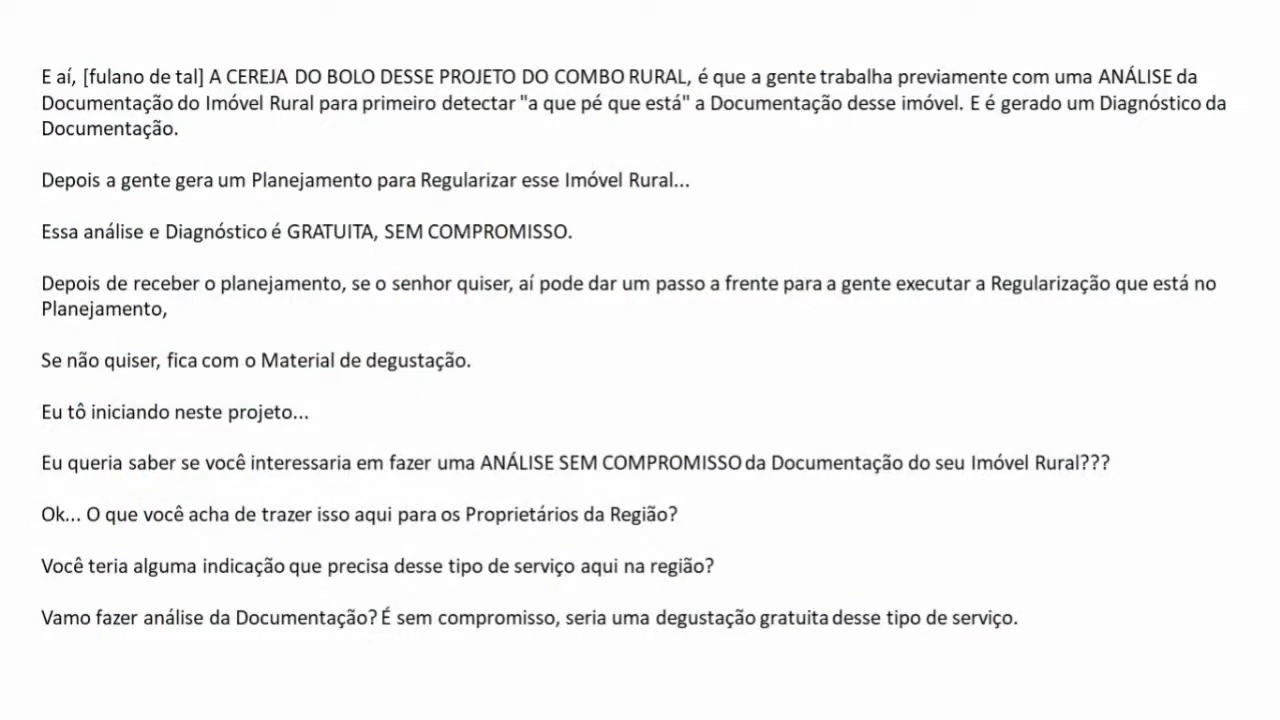 E aí, [fulano de tal] A CEREJA DO BOLO DESSE PROJETO DO COMBO RURAL, é que a gente trabalha previamente com uma ANÁLISE da
Documentação do Imóvel Rural para primeiro detectar "a que pé que está" a Documentação desse imóvel. E é gerado um Diagnóstico da
Documentação.
Depois a gente gera um Planejamento para Regularizar esse Imóvel Rural...
Essa análise e Diagnóstico é GRATUITA, SEM COMPROMISSO.
Depois de receber o planejamento, se o senhor quiser, aí pode dar um passo a frente para a gente executar a Regularização que está no
Planejamento,
Se não quiser, fica com o Material de degustação.
Eu tô iniciando neste projeto...
Eu queria saber se você interessaria em fazer uma ANÁLISE SEM COMPROMISSO da Documentação do seu Imóvel Rural???
Ok... O que você acha de trazer isso aqui para os Proprietários da Região?
Você teria alguma indicação que precisa desse tipo de serviço aqui na região?
Vamo fazer análise da Documentação? É sem compromisso, seria uma degustação gratuita desse tipo de serviço.